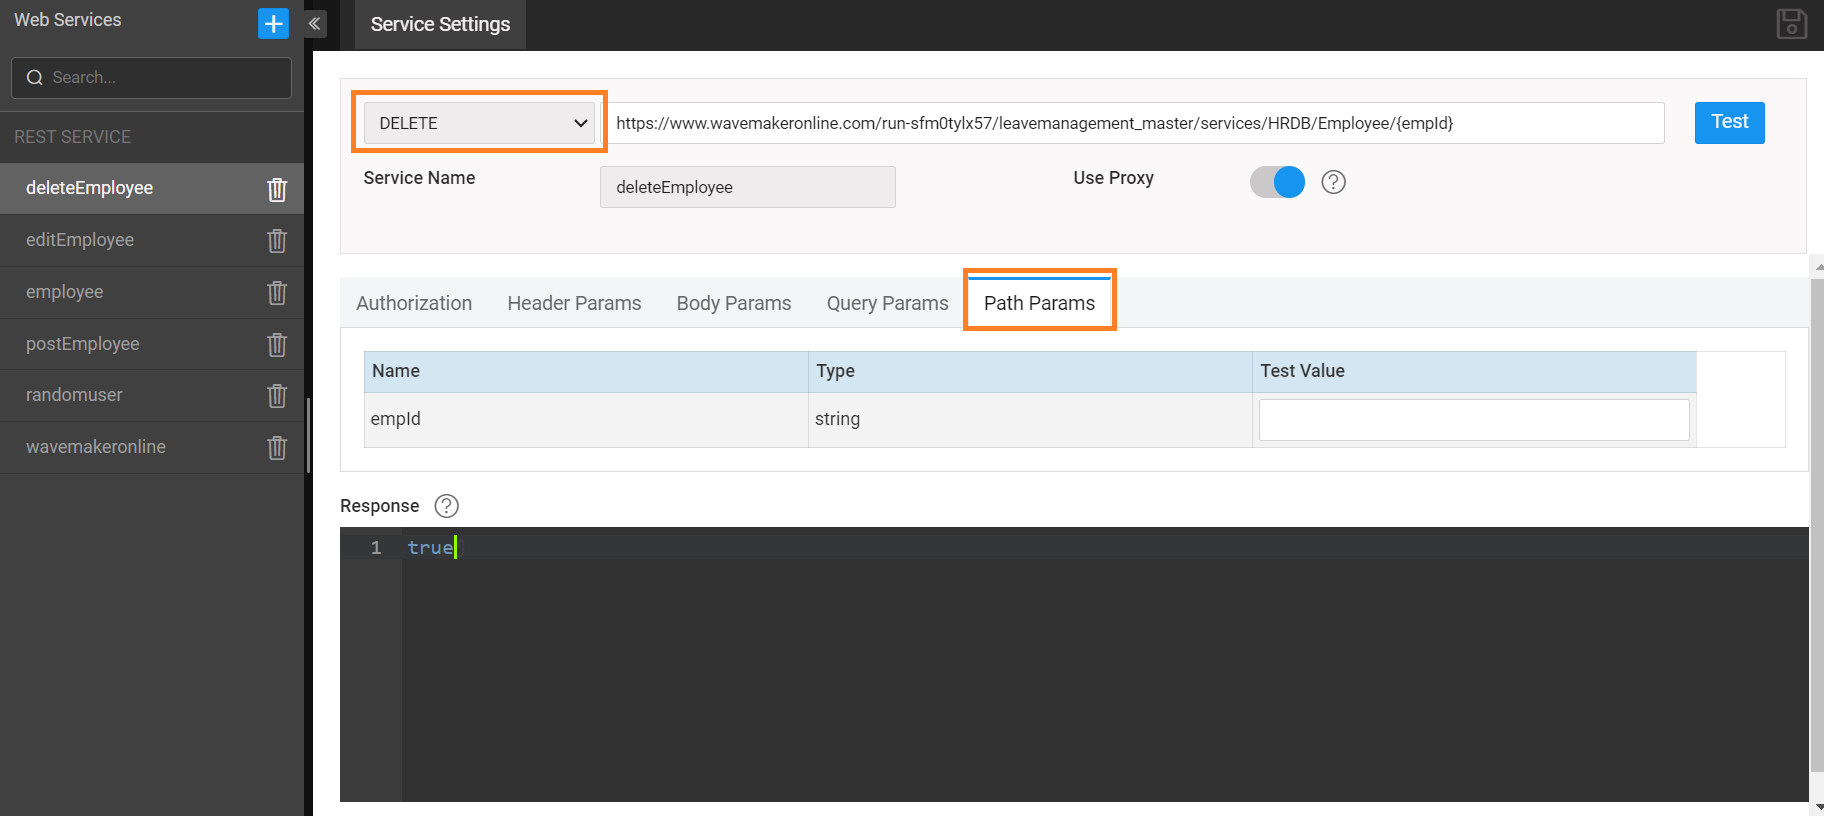 Web Services
Search...
REST SERVICE
deleteEmployee
editEmployee
employee
postEmployee
randomuser
wavemakeronline
Service Settings
DELETE
https://www.wavemakeronline.com/run-sfm0tylx57/leavemanagement_master/services/HRDB/Employee/{empId}
Test
Service Name
deleteEmployee
Use Proxy
?
Authorization Header Params Body Params Query Params Path Params
Name Type Test Value
empId string
Response ?
1 true